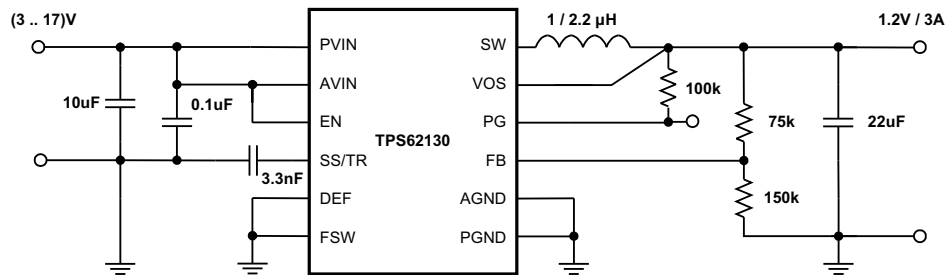 (3 .. 17)V
1 / 2.2 µH
1.2V / 3A
PVIN
SW
AVIN
VOS
10uF
0.1uF
100k
EN
PG
TPS62130
75k
22uF
SS/TR
FB
3.3nF
DEF
AGND
150k
FSW
PGND